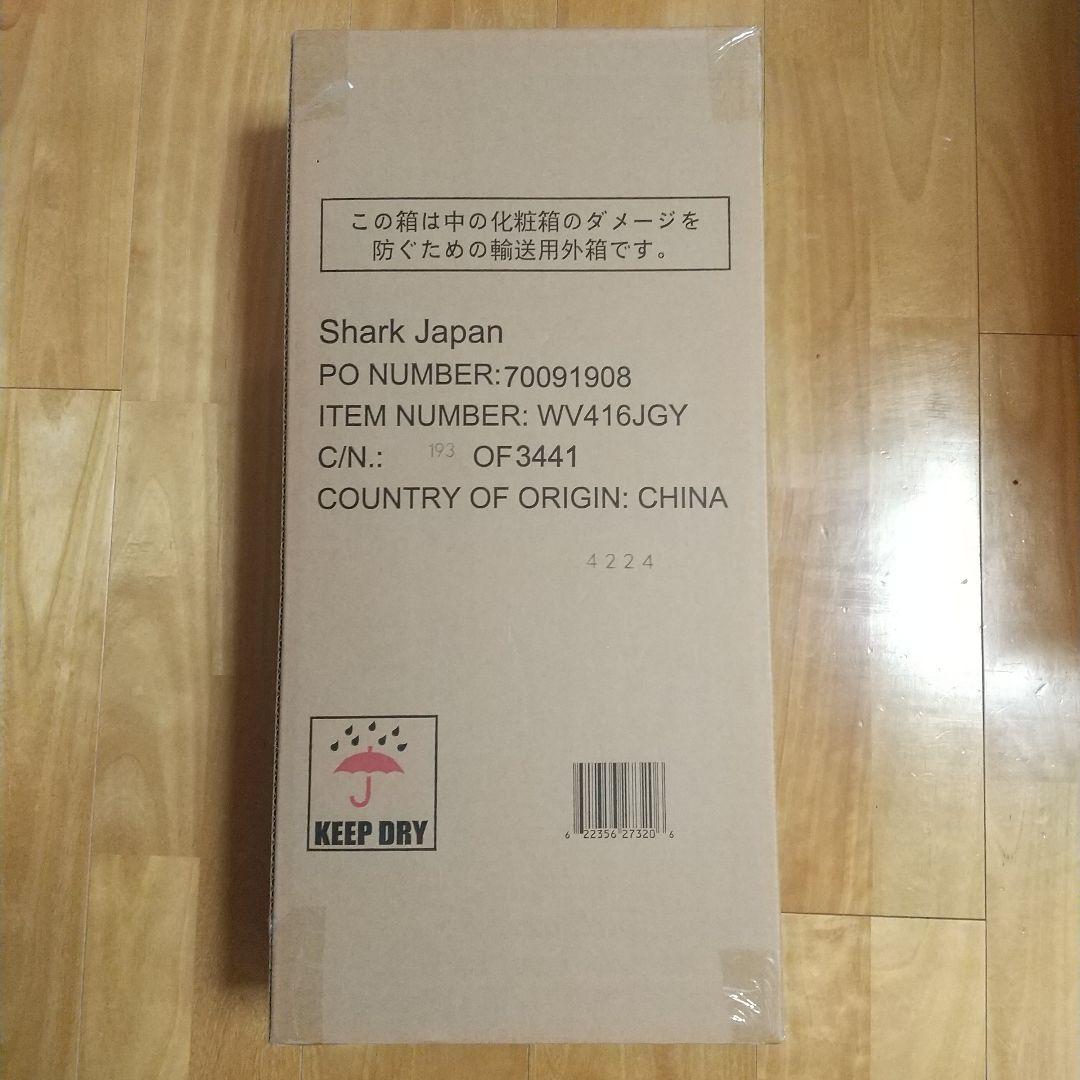 この箱は中の化粧箱のダメージを
防ぐための輸送用外箱です。
Shark Japan
PO NUMBER:70091908
ITEM NUMBER: WV416JGY
C/N.: 193 OF3441
COUNTRY OF ORIGIN: CHINA
4224
KEEP DRY
6 22356 27320 6